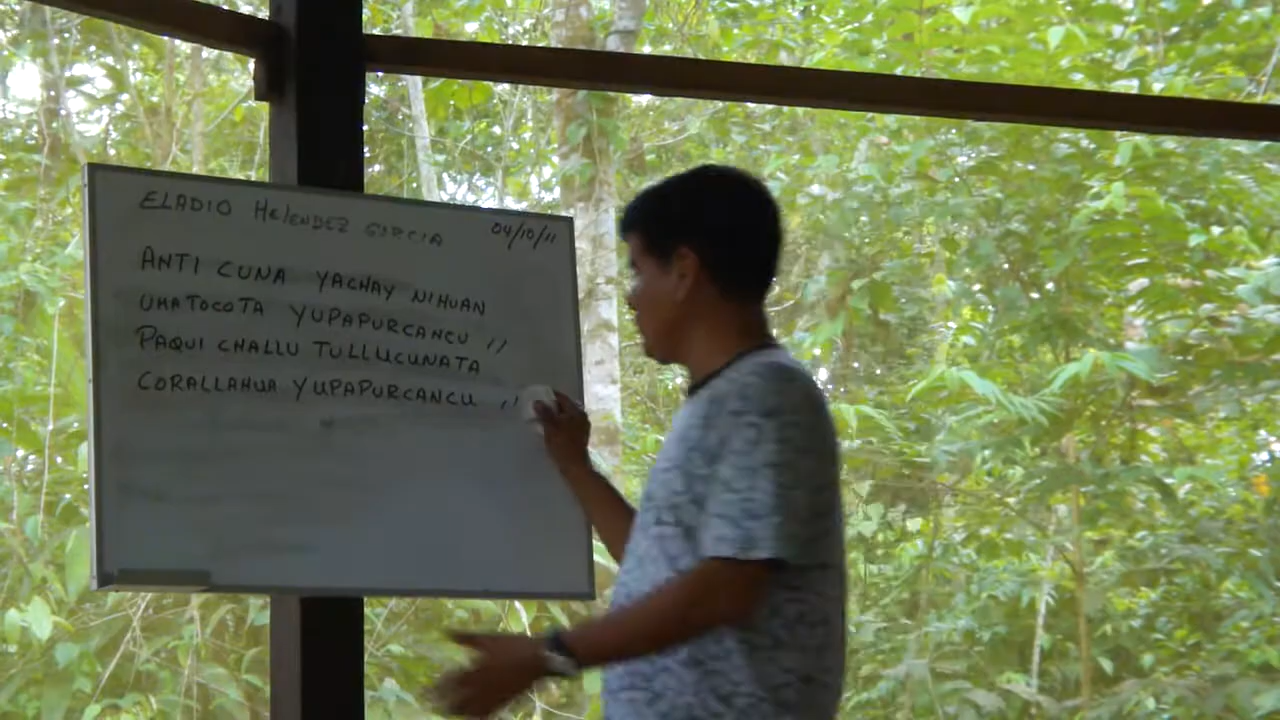 ELADIO Melendez GARCIA 04/10/11
ANTI CUNA YACHAY NIHUAN
UMATOCOTA YUPAPURCANCU //
PAQUI CHALLU TULLUCUNATA
CORALLAHUA YUPAPURCANCU //